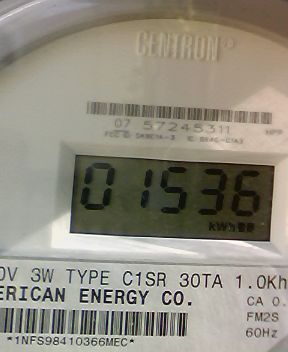 CENTRON®
07 57245311
01536
kWh
0V 3W TYPE C1SR 30TA 1.0Kh
ERICAN ENERGY CO. CA 0.
FM2S
*1NFS98410366MEC* 60Hz